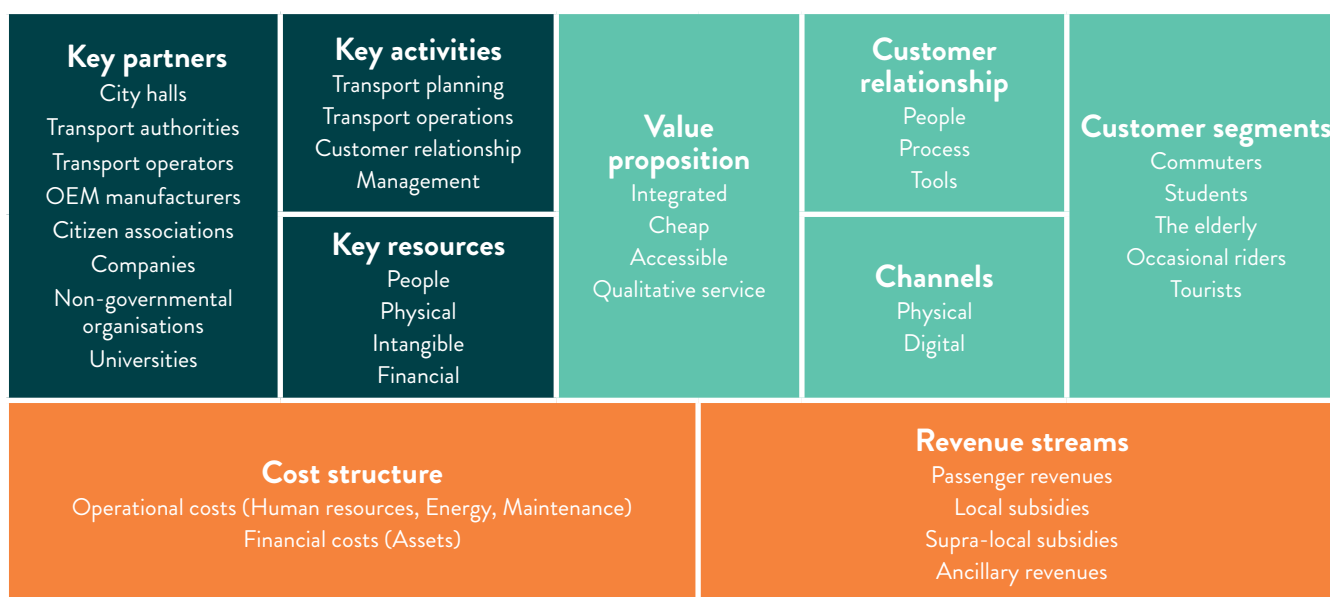 Key partners
City halls
Transport authorities
Transport operators
OEM manufacturers
Citizen associations
Companies
Non-governmental
organisations
Universities
Key activities
Transport planning
Transport operations
Customer relationship
Management
Key resources
People
Physical
Intangible
Financial
Value
proposition
Integrated
Cheap
Accessible
Qualitative service
Customer
relationship
People
Process
Tools
Channels
Physical
Digital
Customer segments
Commuters
Students
The elderly
Occasional riders
Tourists
Cost structure
Operational costs (Human resources, Energy, Maintenance)
Financial costs (Assets)
Revenue streams
Passenger revenues
Local subsidies
Supra-local subsidies
Ancillary revenues